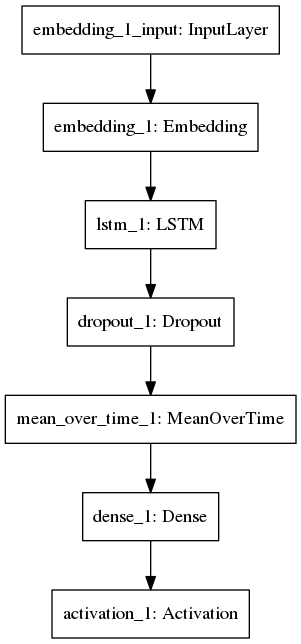 embedding_1_input: InputLayer
embedding_1: Embedding
lstm_1: LSTM
dropout_1: Dropout
mean_over_time_1: MeanOverTime
dense_1: Dense
activation_1: Activation